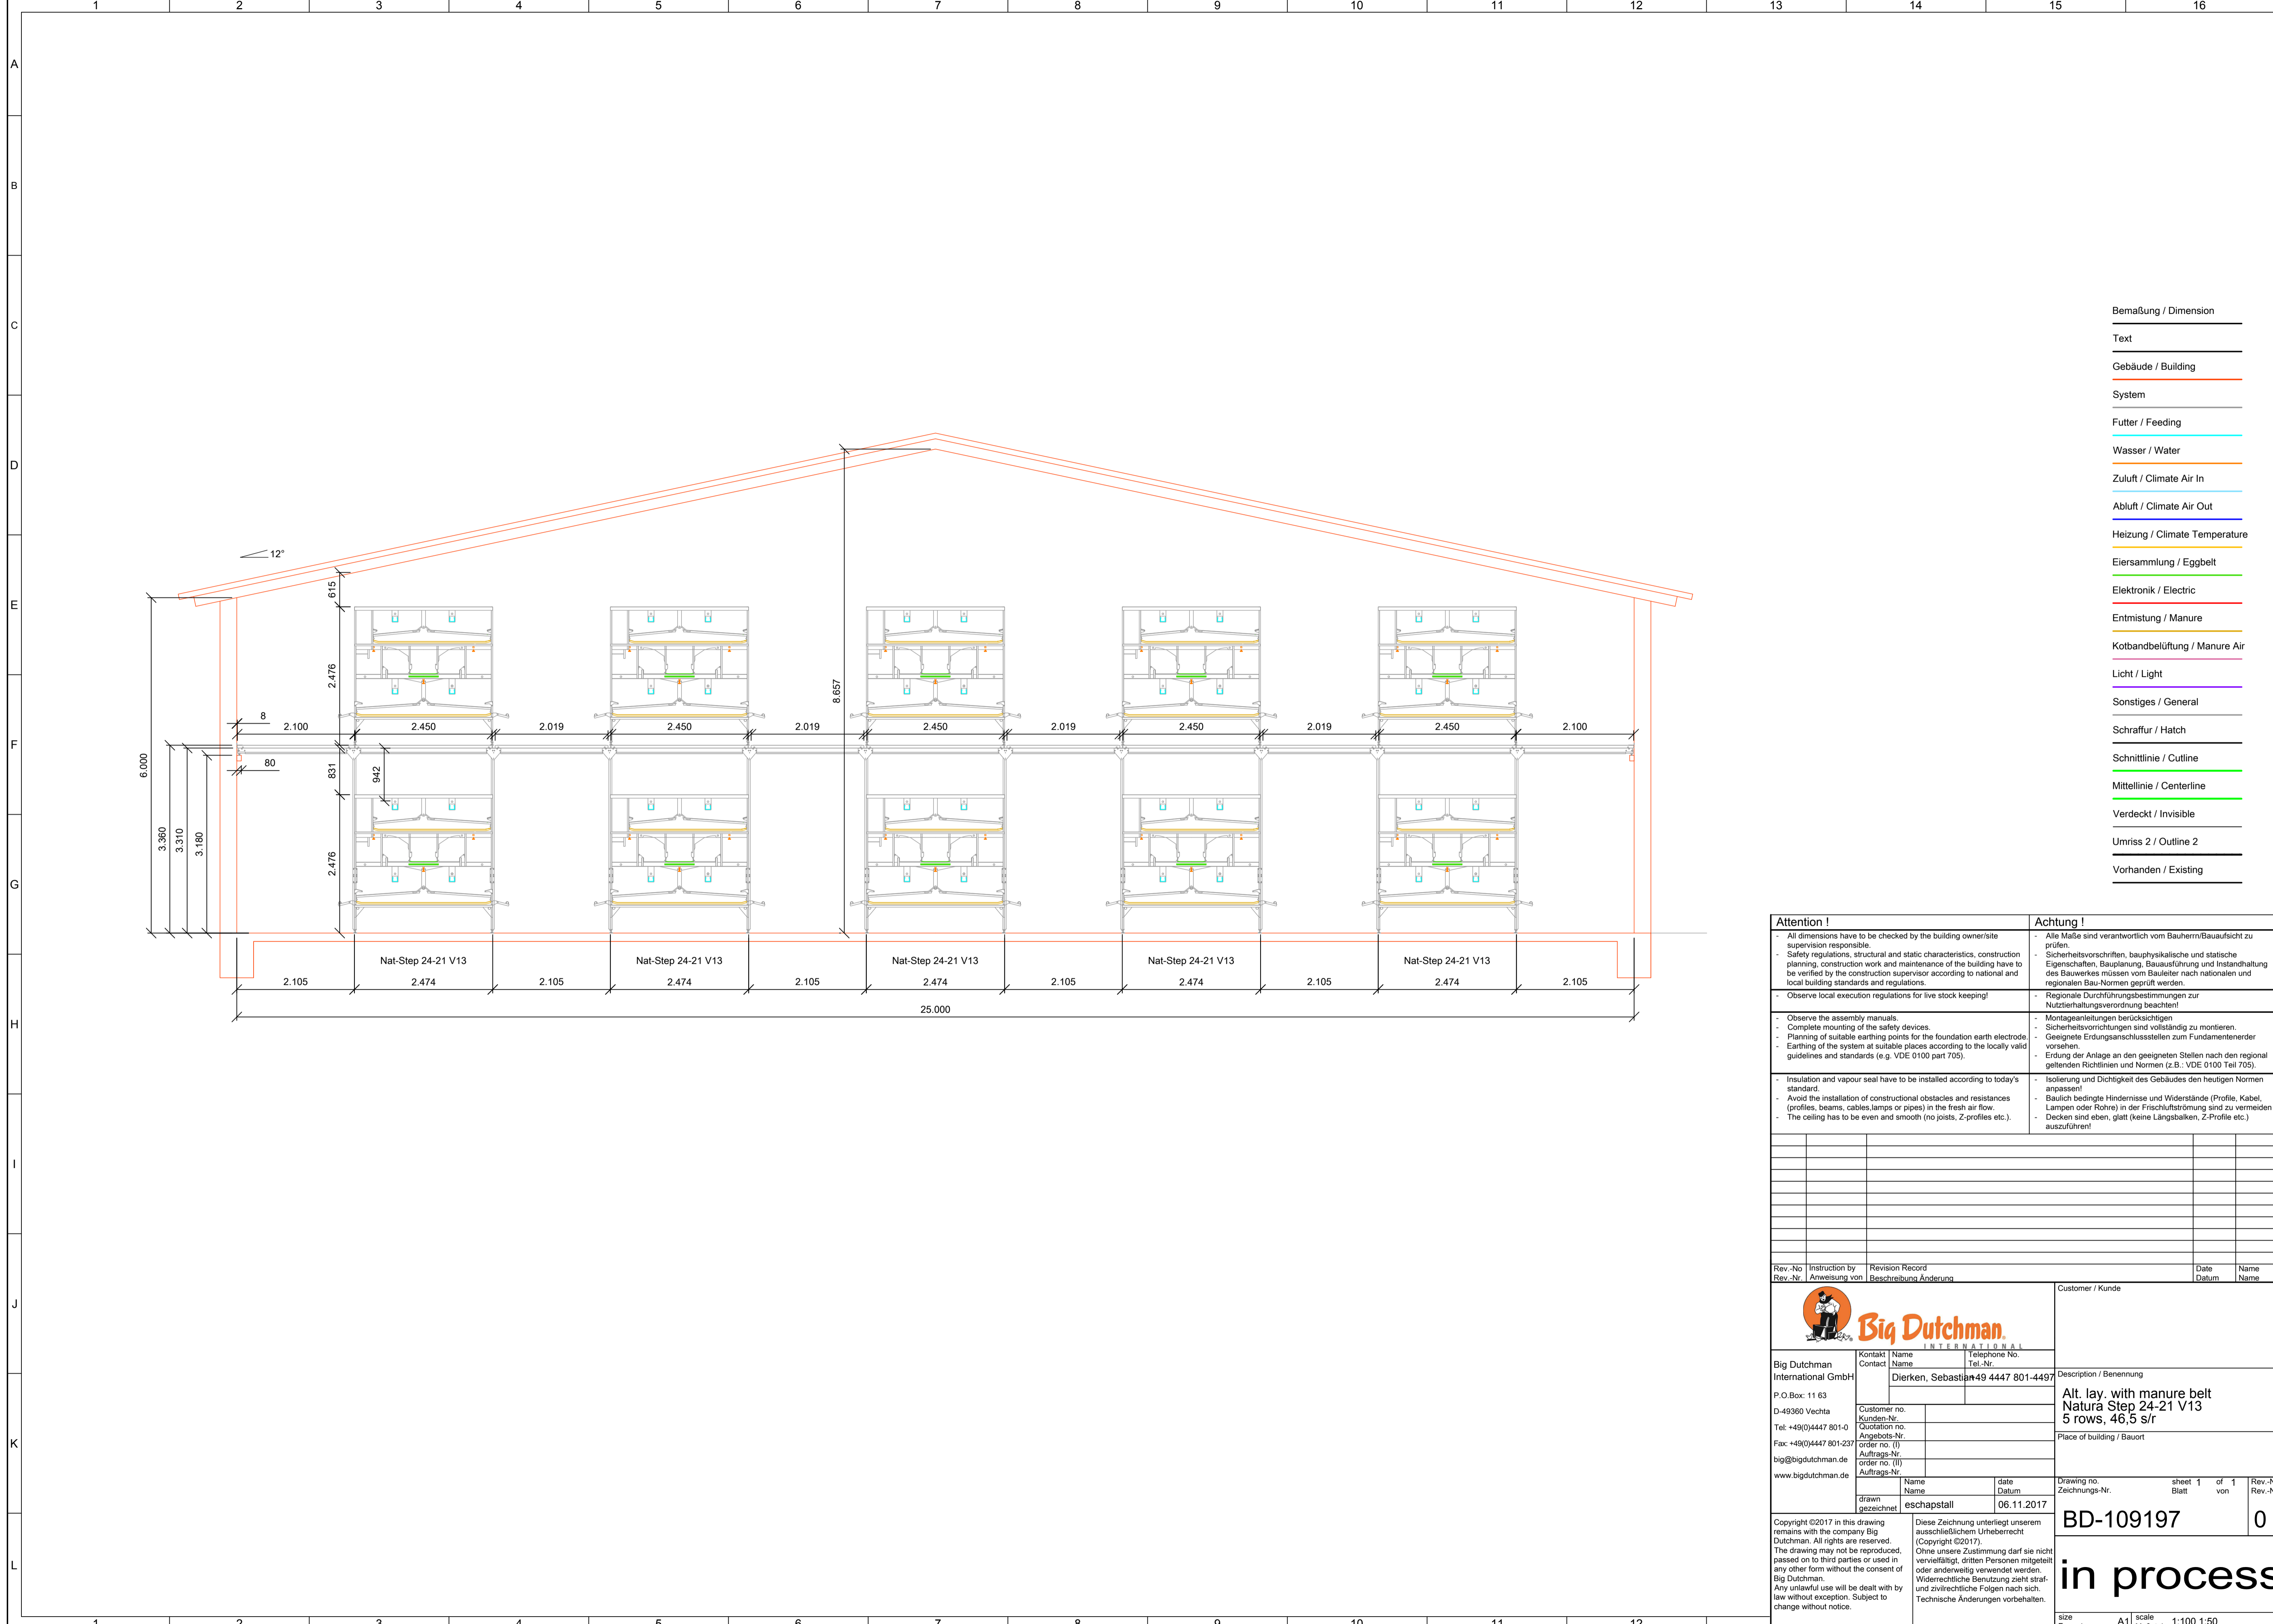 1 2 3 4 5 6 7 8 9 10 11 12 13 14 15 16
A
B
C
D
E
F
G
H
I
J
K
L
Bemaßung / Dimension
Text
Gebäude / Building
System
Futter / Feeding
Wasser / Water
Zuluft / Climate Air In
Abluft / Climate Air Out
Heizung / Climate Temperature
Eiersammlung / Eggbelt
Elektronik / Electric
Entmistung / Manure
Kotbandbelüftung / Manure Air
Licht / Light
Sonstiges / General
Schraffur / Hatch
Schnittlinie / Cutline
Mittellinie / Centerline
Verdeckt / Invisible
Umriss 2 / Outline 2
Vorhanden / Existing
12°
615
2.476
8.657
8
2.100 2.450 2.019 2.450 2.019 2.450 2.019 2.450 2.019 2.450 2.100
6.000
80
831
942
3.360
3.310
3.180
2.476
Nat-Step 24-21 V13 Nat-Step 24-21 V13 Nat-Step 24-21 V13 Nat-Step 24-21 V13 Nat-Step 24-21 V13
2.105 2.474 2.105 2.474 2.105 2.474 2.105 2.474 2.105 2.474 2.105
25.000
Attention !
- All dimensions have to be checked by the building owner/site
supervision responsible.
- Safety regulations, structural and static characteristics, construction
planning, construction work and maintenance of the building have to
be verified by the construction supervisor according to national and
local building standards and regulations.
- Observe local execution regulations for live stock keeping!
- Observe the assembly manuals.
- Complete mounting of the safety devices.
- Planning of suitable earthing points for the foundation earth electrode.
- Earthing of the system at suitable places according to the locally valid
guidelines and standards (e.g. VDE 0100 part 705).
- Insulation and vapour seal have to be installed according to today's
standard.
- Avoid the installation of constructional obstacles and resistances
(profiles, beams, cables,lamps or pipes) in the fresh air flow.
- The ceiling has to be even and smooth (no joists, Z-profiles etc.).
Achtung !
- Alle Maße sind verantwortlich vom Bauherrn/Bauaufsicht zu
prüfen.
- Sicherheitsvorschriften, bauphysikalische und statische
Eigenschaften, Bauplanung, Bauausführung und Instandhaltung
des Bauwerkes müssen vom Bauleiter nach nationalen und
regionalen Bau-Normen geprüft werden.
- Regionale Durchführungsbestimmungen zur
Nutztierhaltungsverordnung beachten!
- Montageanleitungen berücksichtigen
- Sicherheitsvorrichtungen sind vollständig zu montieren.
- Geeignete Erdungsanschlussstellen zum Fundamentenerder
vorsehen.
- Erdung der Anlage an den geeigneten Stellen nach den regional
geltenden Richtlinien und Normen (z.B.: VDE 0100 Teil 705).
- Isolierung und Dichtigkeit des Gebäudes den heutigen Normen
anpassen!
- Baulich bedingte Hindernisse und Widerstände (Profile, Kabel,
Lampen oder Rohre) in der Frischluftströmung sind zu vermeiden
- Decken sind eben, glatt (keine Längsbalken, Z-Profile etc.)
auszuführen!
Rev.-No Instruction by Revision Record Date Name
Rev.-Nr. Anweisung von Beschreibung Änderung Datum Name
Big Dutchman®
INTERNATIONAL
Customer / Kunde
Big Dutchman
International GmbH
P.O.Box: 11 63
D-49360 Vechta
Tel: +49(0)4447 801-0
Fax: +49(0)4447 801-237
big@bigdutchman.de
www.bigdutchman.de
Kontakt Name Telephone No.
Contact Name Tel.-Nr.
Dierken, Sebastian +49 4447 801-4497
Customer no.
Kunden-Nr.
Quotation no.
Angebots-Nr.
order no. (I)
Auftrags-Nr.
order no. (II)
Auftrags-Nr.
Name date
Name Datum
drawn
gezeichnet eschapstall 06.11.2017
Description / Benennung
Alt. lay. with manure belt
Natura Step 24-21 V13
5 rows, 46,5 s/r
Place of building / Bauort
Drawing no. sheet 1 of 1
Zeichnungs-Nr. Blatt von
BD-109197 0
in process
size A1 scale 1:100 1:50
Copyright ©2017 in this drawing
remains with the company Big
Dutchman. All rights are reserved.
The drawing may not be reproduced,
passed on to third parties or used in
any other form without the consent of
Big Dutchman.
Any unlawful use will be dealt with by
law without exception. Subject to
change without notice.
Diese Zeichnung unterliegt unserem
ausschließlichem Urheberrecht
(Copyright ©2017).
Ohne unsere Zustimmung darf sie nicht
vervielfältigt, dritten Personen mitgeteilt
oder anderweitig verwendet werden.
Widerrechtliche Benutzung zieht straf-
und zivilrechtliche Folgen nach sich.
Technische Änderungen vorbehalten.